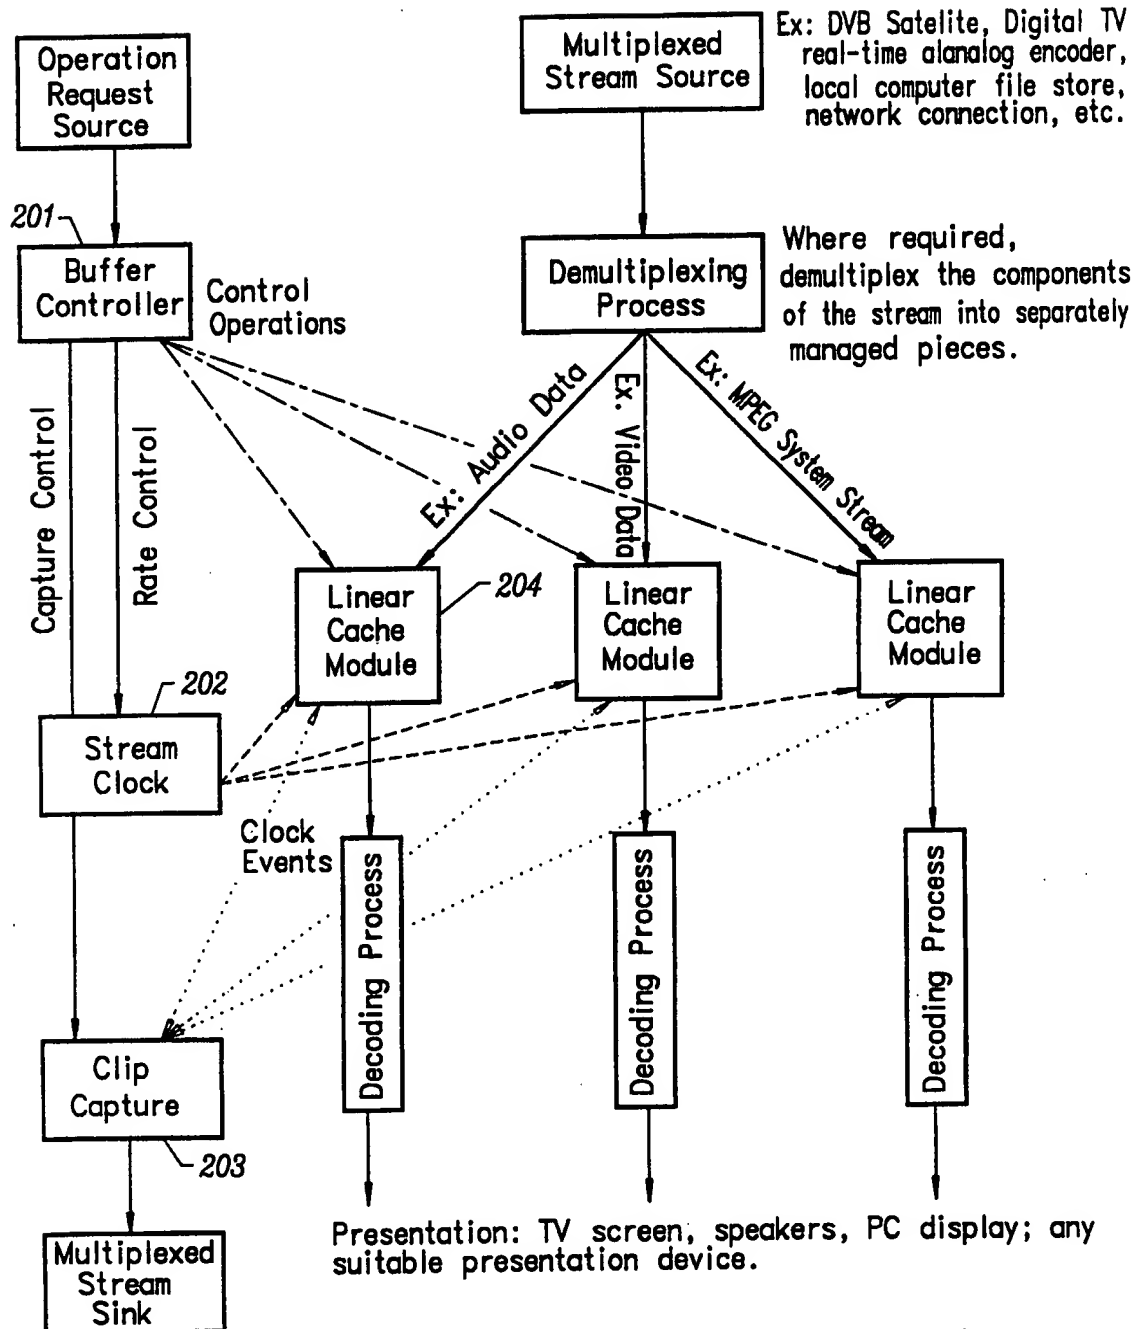 Operation
Request
Source
Multiplexed
Stream Source
Ex: DVB Satelite, Digital TV
real-time alanalog encoder,
local computer file store,
network connection, etc.
201
Buffer
Controller
Control
Operations
Demultiplexing
Process
Where required,
demultiplex the components
of the stream into separately
managed pieces.
Capture Control
Rate Control
Ex: Audio Data
Ex. Video Data
Ex: MPEG System Stream
Linear
Cache
Module
204
Linear
Cache
Module
Linear
Cache
Module
202
Stream
Clock
Clock
Events
Decoding Process
Decoding Process
Decoding Process
Clip
Capture
203
Multiplexed
Stream
Sink
Presentation: TV screen, speakers, PC display; any
suitable presentation device.